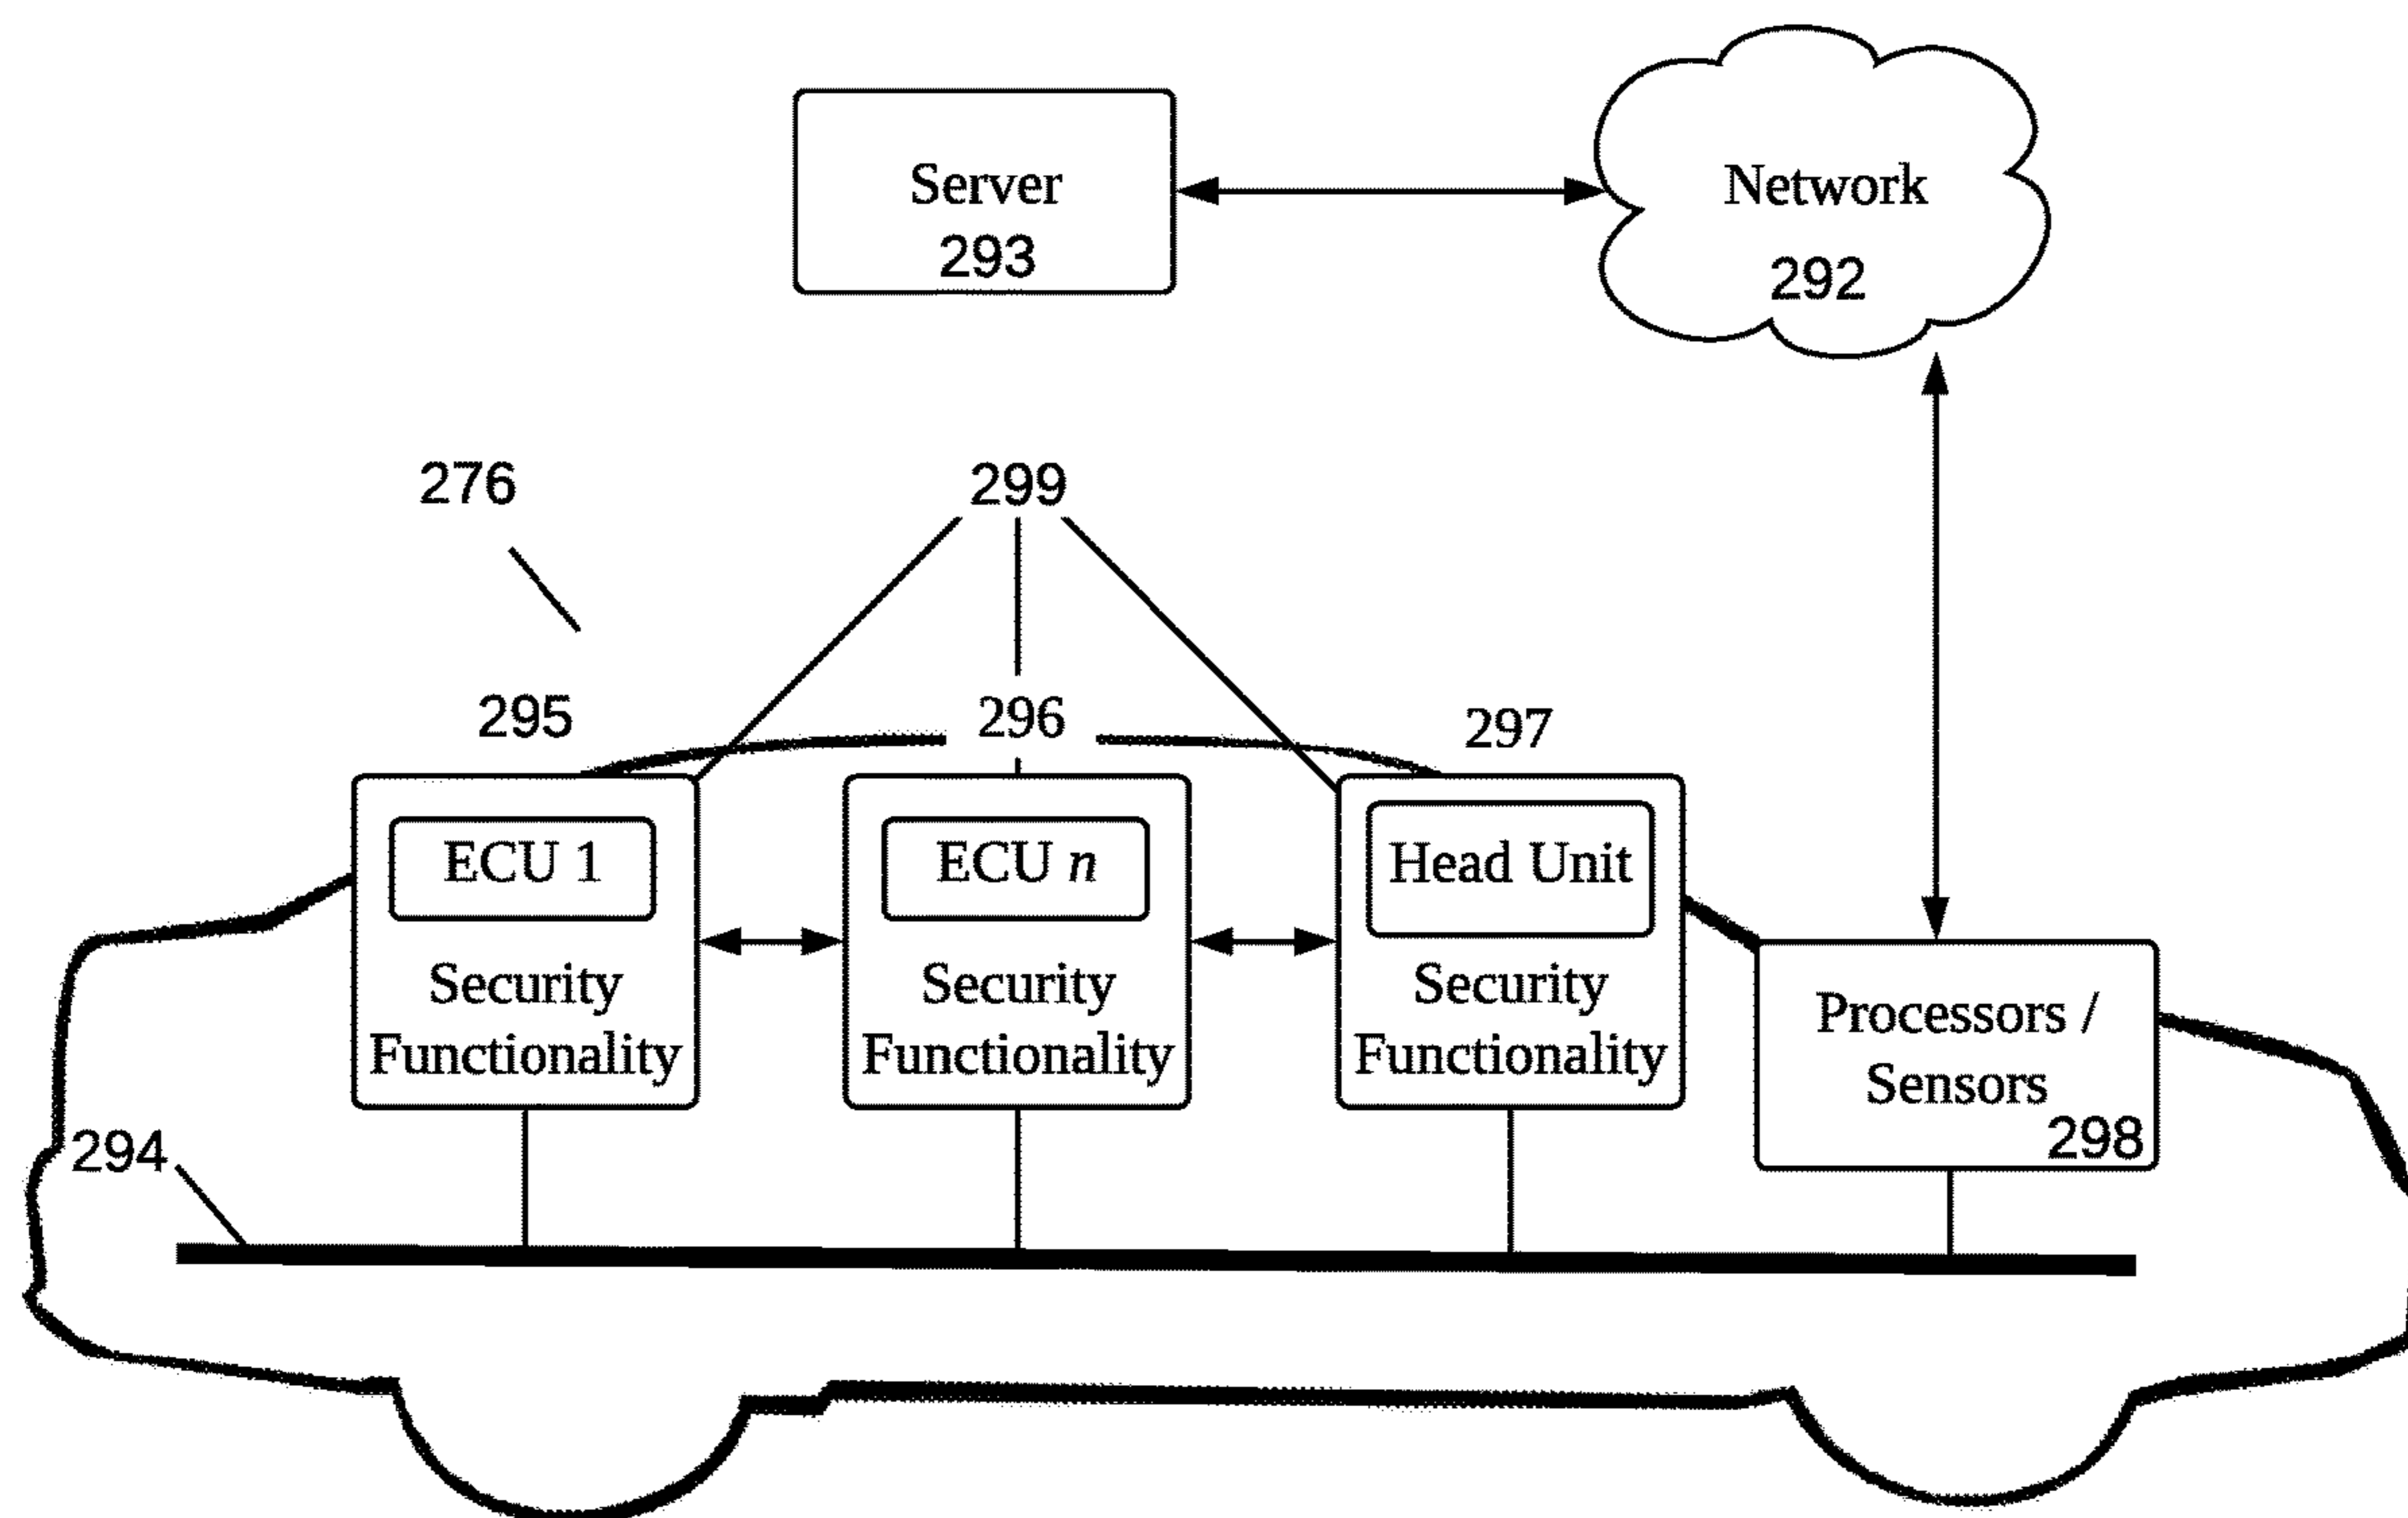 Server
293
Network
292
276
299
295
296
297
ECU 1
Security
Functionality
ECU n
Security
Functionality
Head Unit
Security
Functionality
Processors /
Sensors
298
294